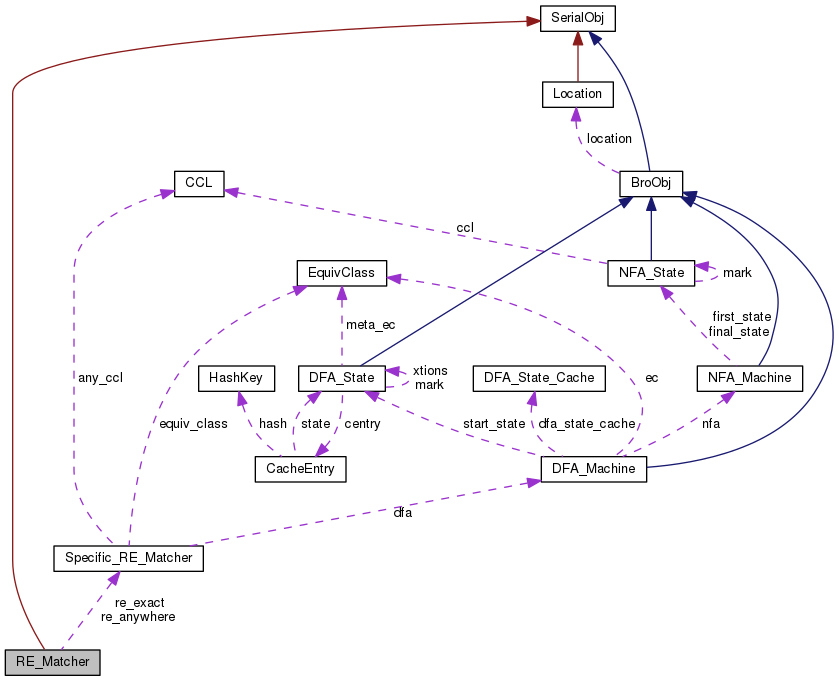 SerialObj
Location
location
CCL
BroObj
ccl
EquivClass
NFA_State
mark
first_state
final_state
meta_ec
any_ccl
HashKey
DFA_State
xtions
mark
DFA_State_Cache
ec
NFA_Machine
equiv_class
hash
state
centry
start_state
dfa_state_cache
nfa
CacheEntry
DFA_Machine
dfa
Specific_RE_Matcher
re_exact
re_anywhere
RE_Matcher